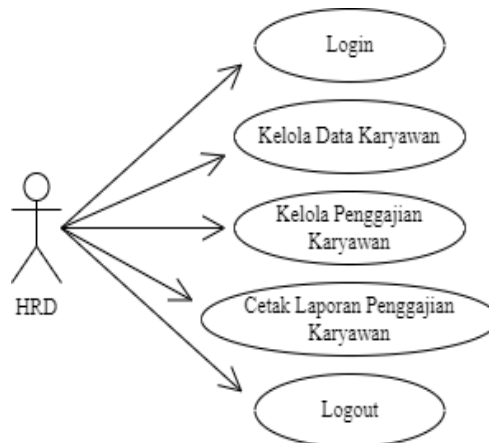 Login
Kelola Data Karyawan
Kelola Penggajian
Karyawan
HRD
Cetak Laporan Penggajian
Karyawan
Logout